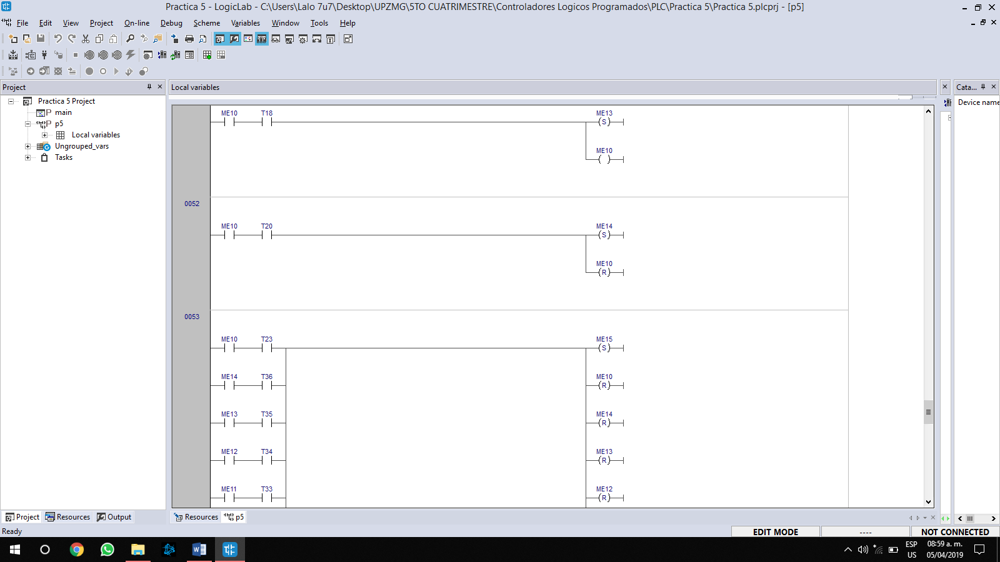 Practica 5 - LogicLab - C:\Users\Lalo 7u7\Desktop\UPZMG\5TO CUATRIMESTRE\Controladores Logicos Programados\PLC\Practica 5\Practica 5.plcprj - [p5]
File Edit View Project On-line Debug Scheme Variables Window Tools Help
Project
Local variables
Cata...
Device name
Practica 5 Project
main
p5
Local variables
Ungrouped_vars
Tasks
ME10 T18 ME13
S
ME10
0052
ME10 T20 ME14
S
ME10
R
0053
ME10 T23 ME15
S
ME14 T36 ME10
R
ME13 T35 ME14
R
ME12 T34 ME13
R
ME11 T33 ME12
R
Project Resources Output
Resources p5
Ready
EDIT MODE ---- NOT CONNECTED
ESP 08:59 a. m.
US 05/04/2019